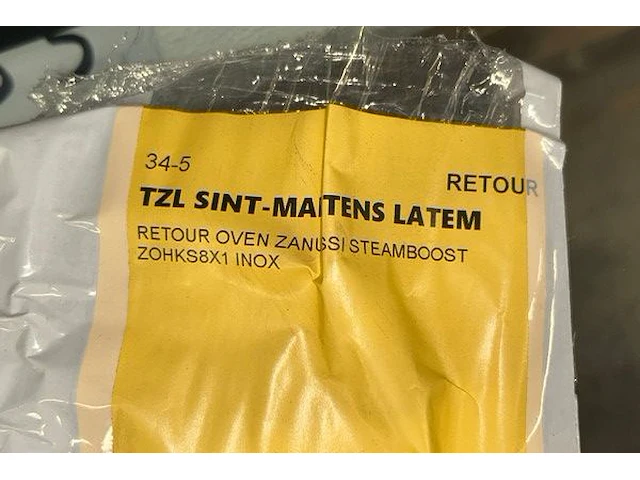 34-5
RETOUR
TZL SINT-MARTENS LATEM
RETOUR OVEN ZANUSSI STEAMBOOST
ZOHKS8X1 INOX